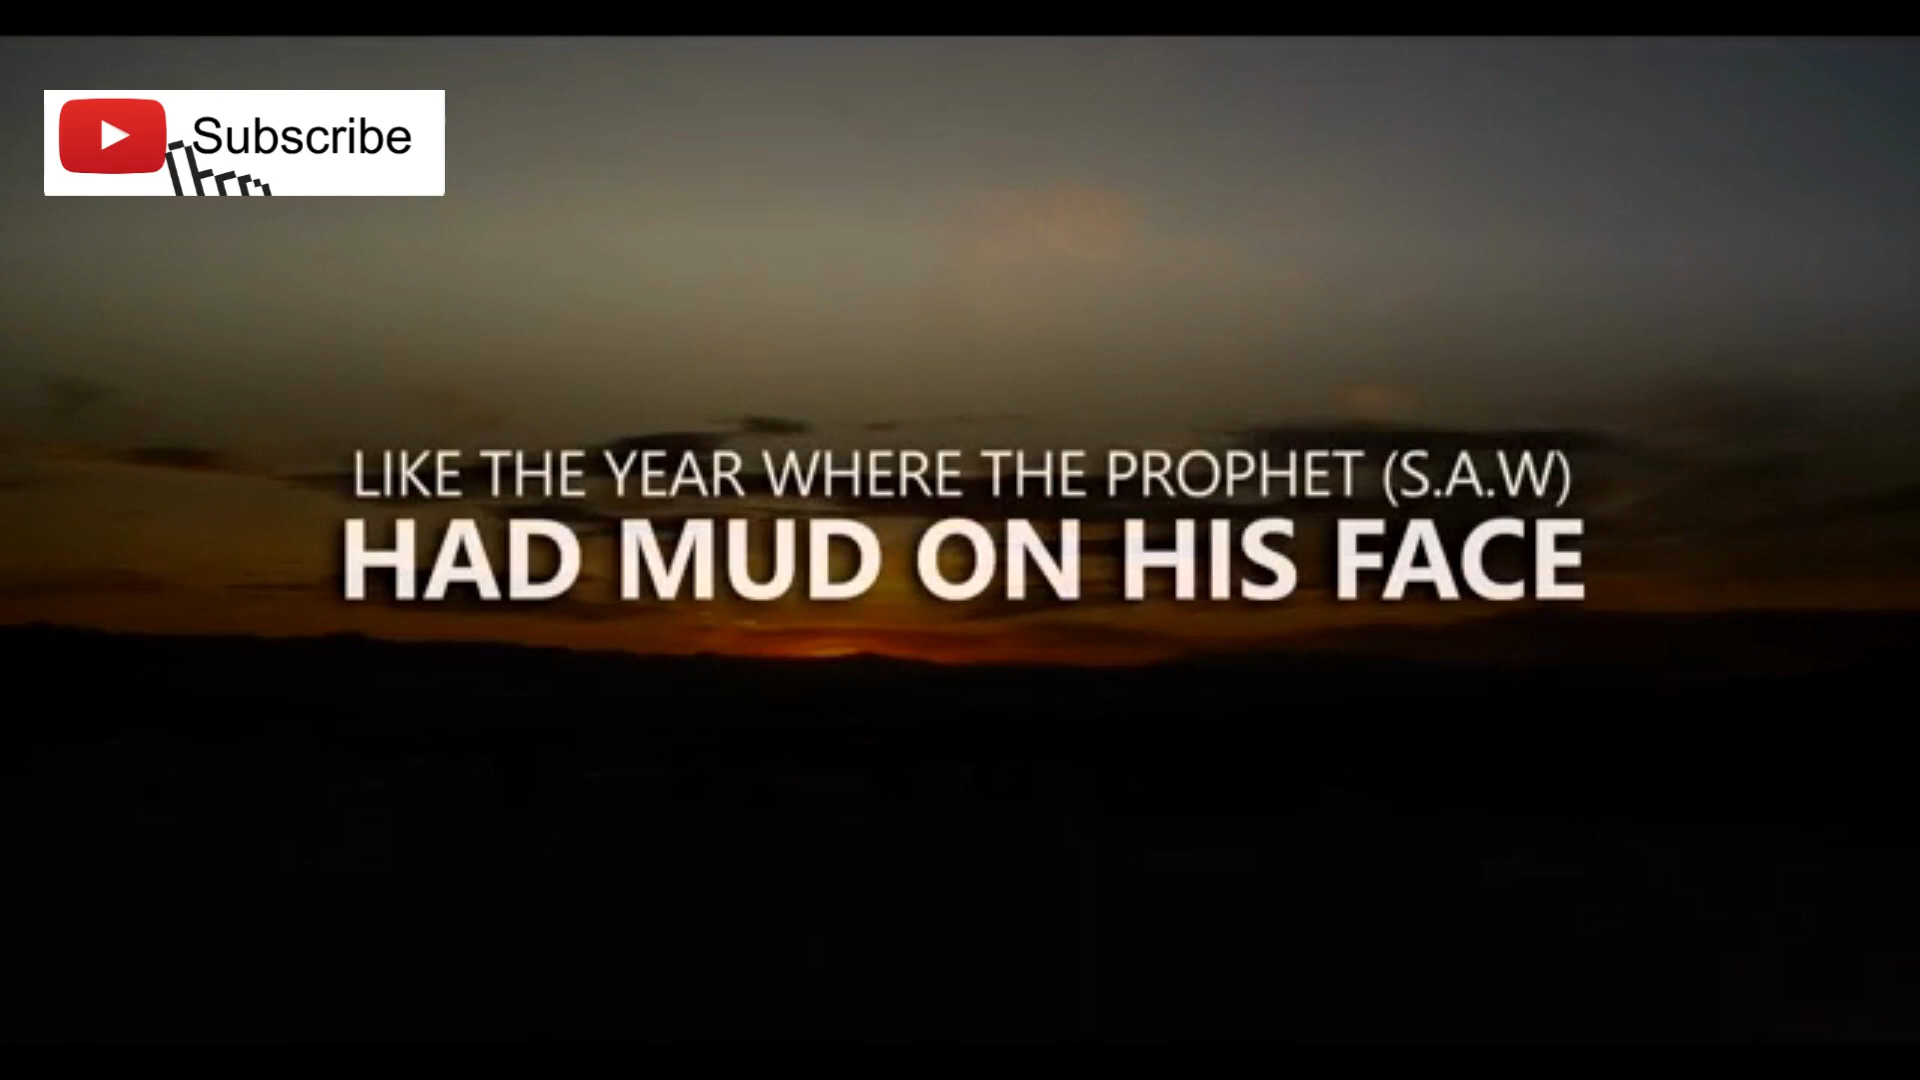 Subscribe
LIKE THE YEAR WHERE THE PROPHET (S.A.W)
HAD MUD ON HIS FACE